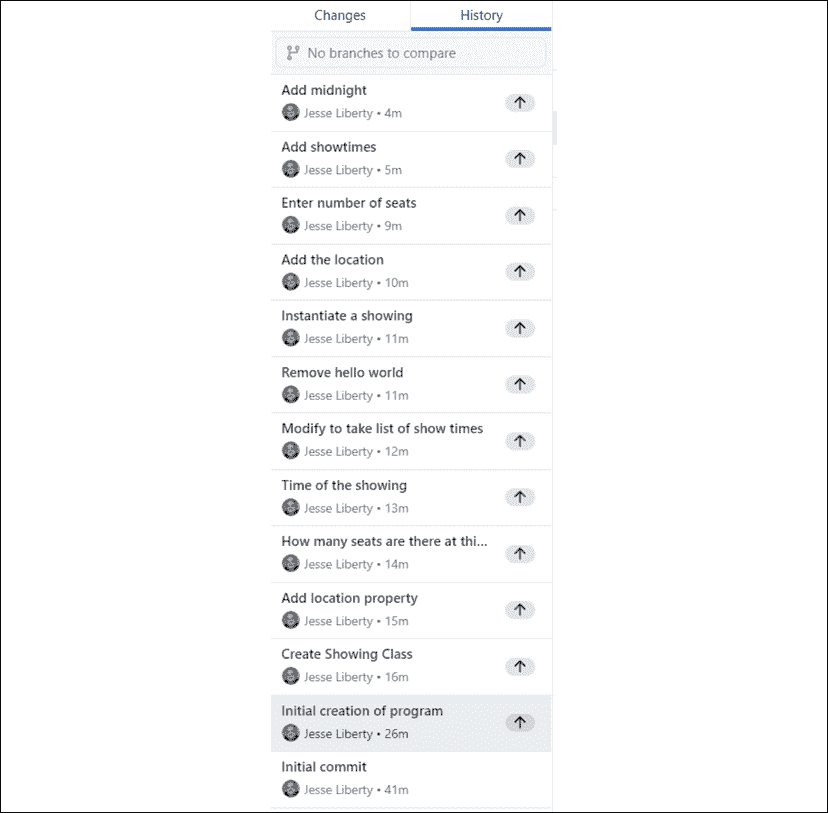 Changes History
No branches to compare
Add midnight
Jesse Liberty • 4m
Add showtimes
Jesse Liberty • 5m
Enter number of seats
Jesse Liberty • 9m
Add the location
Jesse Liberty • 10m
Instantiate a showing
Jesse Liberty • 11m
Remove hello world
Jesse Liberty • 11m
Modify to take list of show times
Jesse Liberty • 12m
Time of the showing
Jesse Liberty • 13m
How many seats are there at thi...
Jesse Liberty • 14m
Add location property
Jesse Liberty • 15m
Create Showing Class
Jesse Liberty • 16m
Initial creation of program
Jesse Liberty • 26m
Initial commit
Jesse Liberty • 41m